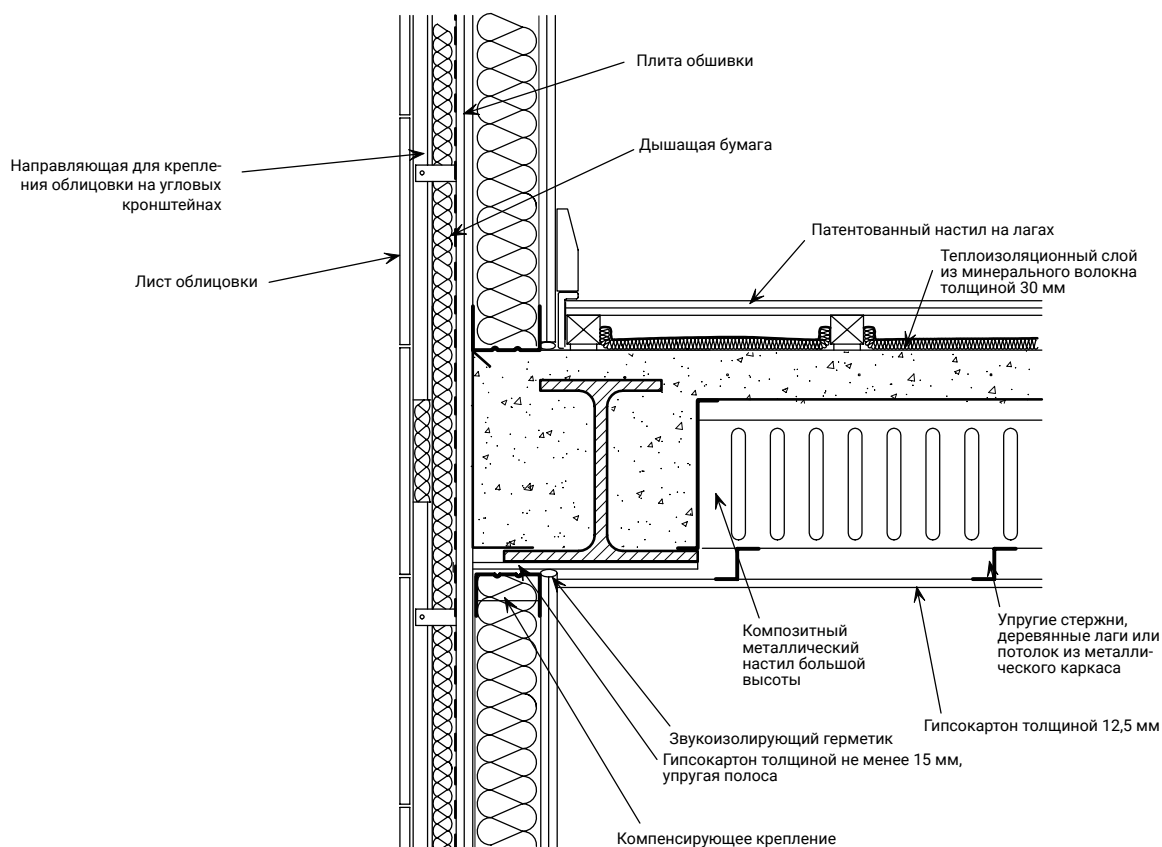 Плита обшивки
Дышащая бумага
Направляющая для крепле-
ния облицовки на угловых
кронштейнах
Лист облицовки
Патентованный настил на лагах
Теплоизоляционный слой
из минерального волокна
толщиной 30 мм
Композитный
металлический
настил большой
высоты
Упругие стержни,
деревянные лаги или
потолок из металли-
ческого каркаса
Гипсокартон толщиной 12,5 мм
Звукоизолирующий герметик
Гипсокартон толщиной не менее 15 мм,
упругая полоса
Компенсирующее крепление